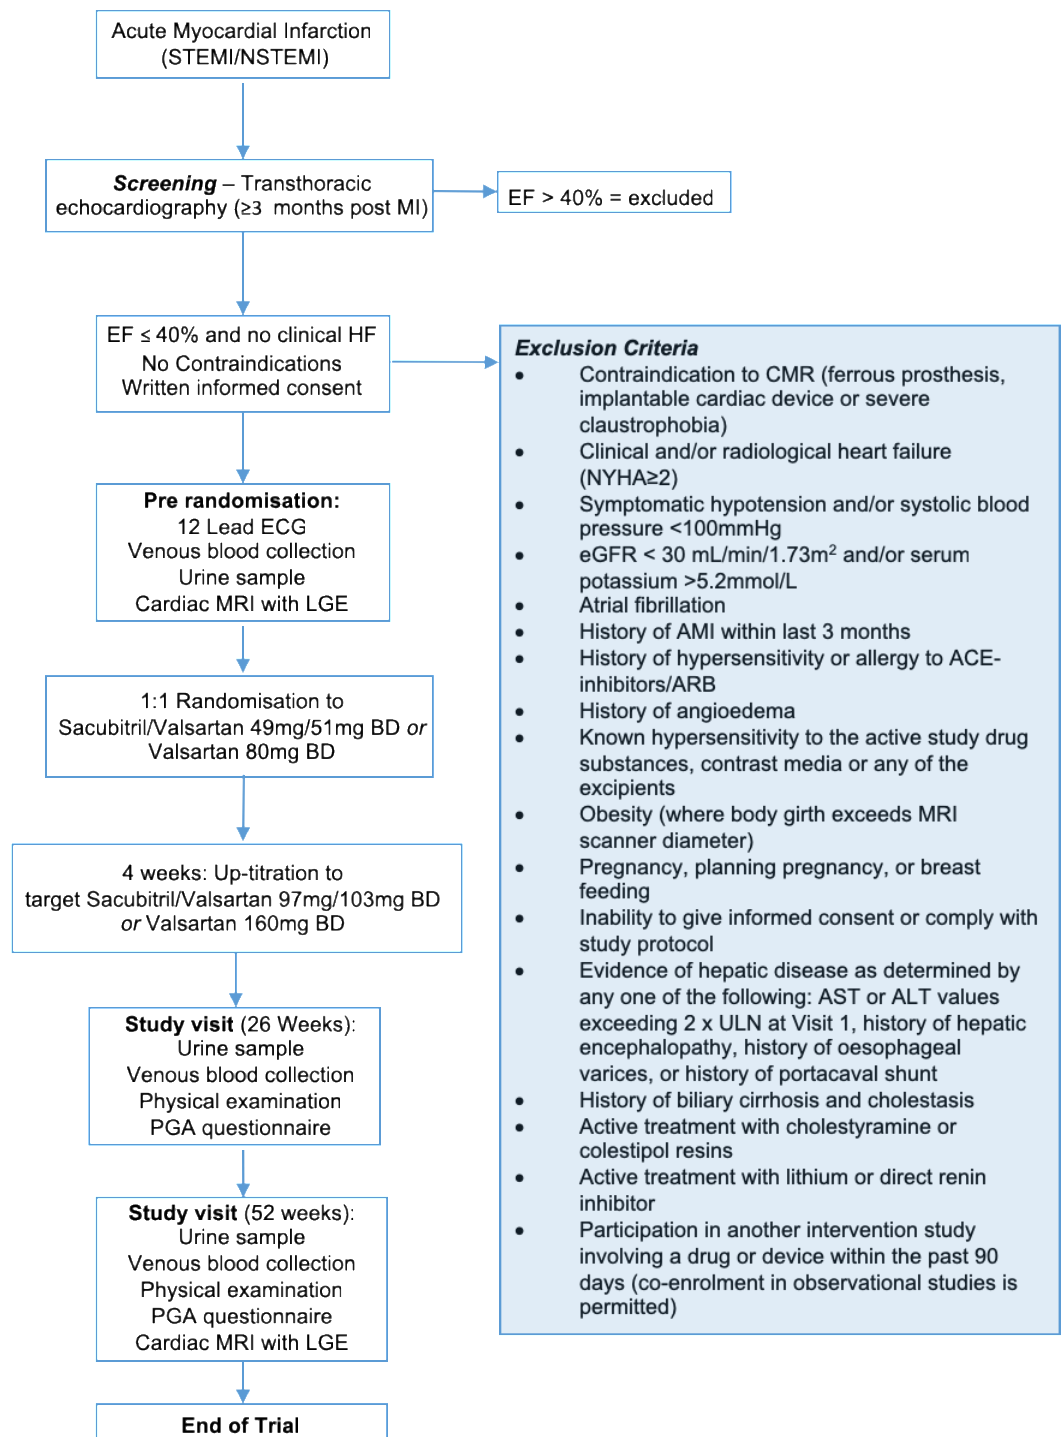 Acute Myocardial Infarction
(STEMI/NSTEMI)
Screening – Transthoracic
echocardiography (≥3 months post MI)
EF > 40% = excluded
EF ≤ 40% and no clinical HF
No Contraindications
Written informed consent
Pre randomisation:
12 Lead ECG
Venous blood collection
Urine sample
Cardiac MRI with LGE
1:1 Randomisation to
Sacubitril/Valsartan 49mg/51mg BD or
Valsartan 80mg BD
4 weeks: Up-titration to
target Sacubitril/Valsartan 97mg/103mg BD
or Valsartan 160mg BD
Study visit (26 Weeks):
Urine sample
Venous blood collection
Physical examination
PGA questionnaire
Study visit (52 weeks):
Urine sample
Venous blood collection
Physical examination
PGA questionnaire
Cardiac MRI with LGE
End of Trial
Exclusion Criteria
• Contraindication to CMR (ferrous prosthesis,
implantable cardiac device or severe
claustrophobia)
• Clinical and/or radiological heart failure
(NYHA≥2)
• Symptomatic hypotension and/or systolic blood
pressure <100mmHg
• eGFR < 30 mL/min/1.73m² and/or serum
potassium >5.2mmol/L
• Atrial fibrillation
• History of AMI within last 3 months
• History of hypersensitivity or allergy to ACE-
inhibitors/ARB
• History of angioedema
• Known hypersensitivity to the active study drug
substances, contrast media or any of the
excipients
• Obesity (where body girth exceeds MRI
scanner diameter)
• Pregnancy, planning pregnancy, or breast
feeding
• Inability to give informed consent or comply with
study protocol
• Evidence of hepatic disease as determined by
any one of the following: AST or ALT values
exceeding 2 x ULN at Visit 1, history of hepatic
encephalopathy, history of oesophageal
varices, or history of portacaval shunt
• History of biliary cirrhosis and cholestasis
• Active treatment with cholestyramine or
colestipol resins
• Active treatment with lithium or direct renin
inhibitor
• Participation in another intervention study
involving a drug or device within the past 90
days (co-enrolment in observational studies is
permitted)